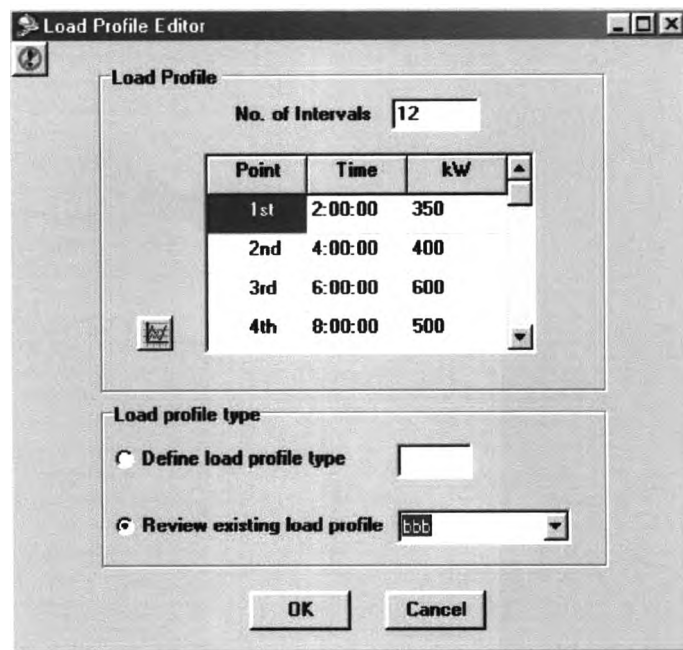 Load Profile Editor
Load Profile
No. of Intervals 12
Point Time kW
1st 2:00:00 350
2nd 4:00:00 400
3rd 6:00:00 600
4th 8:00:00 500
Load profile type
Define load profile type
Review existing load profile bbb
OK Cancel